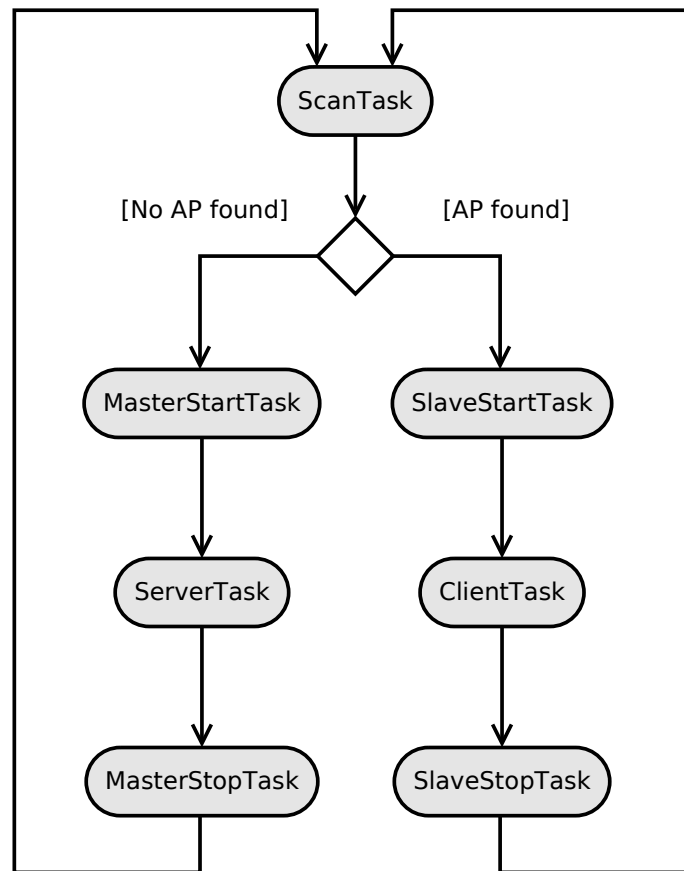 ScanTask
[No AP found]
[AP found]
MasterStartTask
SlaveStartTask
ServerTask
ClientTask
MasterStopTask
SlaveStopTask